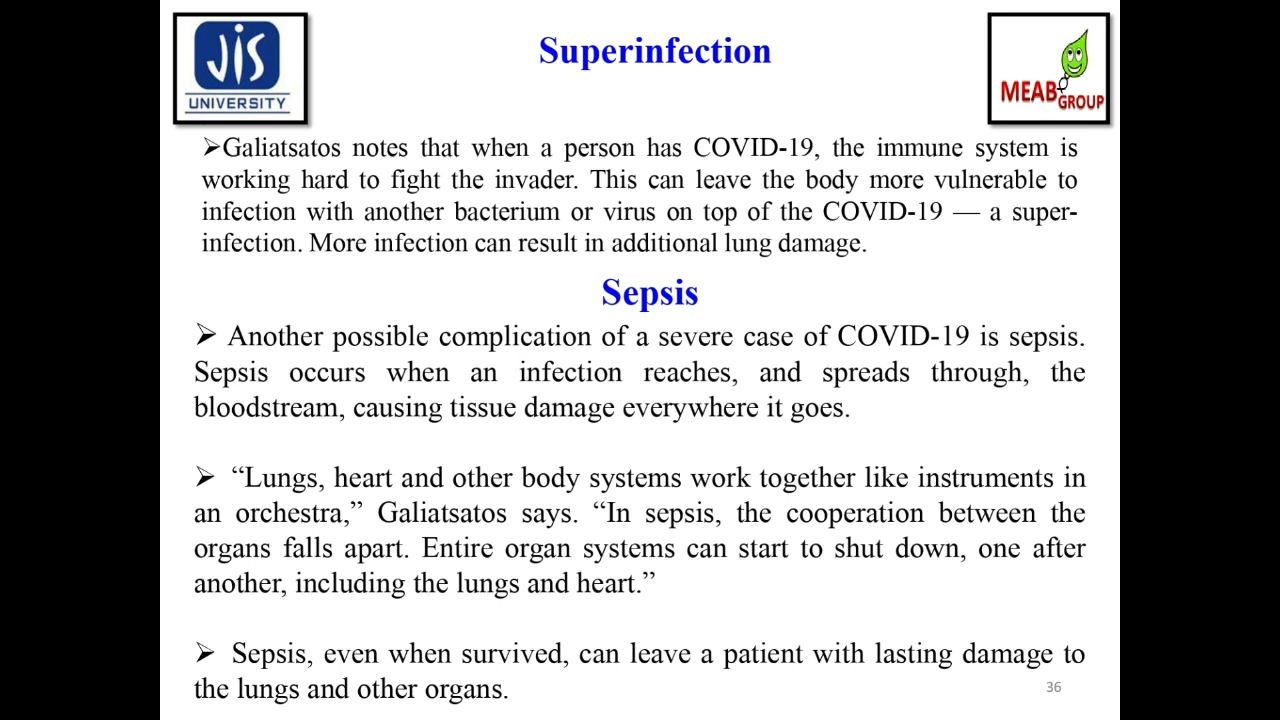 JiS
UNIVERSITY
Superinfection
MEAB GROUP
➢Galiatsatos notes that when a person has COVID-19, the immune system is
working hard to fight the invader. This can leave the body more vulnerable to
infection with another bacterium or virus on top of the COVID-19 — a super-
infection. More infection can result in additional lung damage.
Sepsis
➢ Another possible complication of a severe case of COVID-19 is sepsis.
Sepsis occurs when an infection reaches, and spreads through, the
bloodstream, causing tissue damage everywhere it goes.
➢ “Lungs, heart and other body systems work together like instruments in
an orchestra,” Galiatsatos says. “In sepsis, the cooperation between the
organs falls apart. Entire organ systems can start to shut down, one after
another, including the lungs and heart.”
➢ Sepsis, even when survived, can leave a patient with lasting damage to
the lungs and other organs.
36